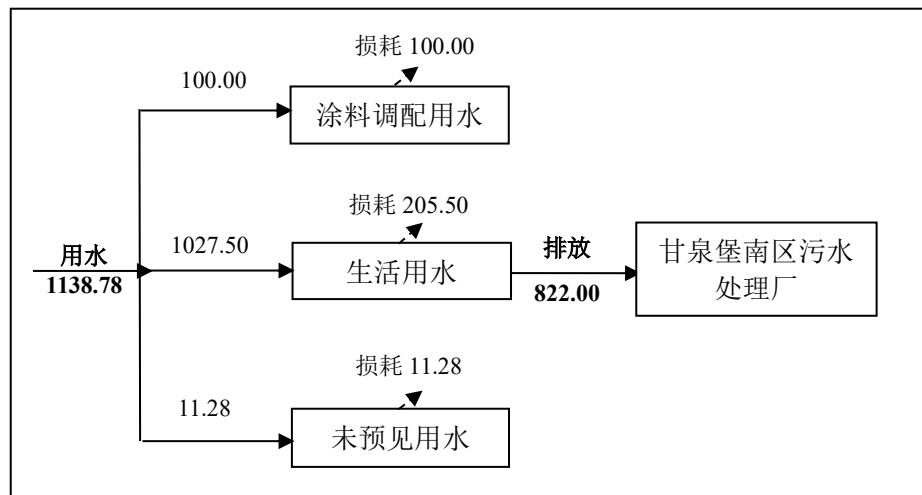 损耗 100.00
100.00
涂料调配用水
损耗 205.50
1027.50
用水
1138.78
生活用水
排放
822.00
甘泉堡南区污水
处理厂
损耗 11.28
11.28
未预见用水